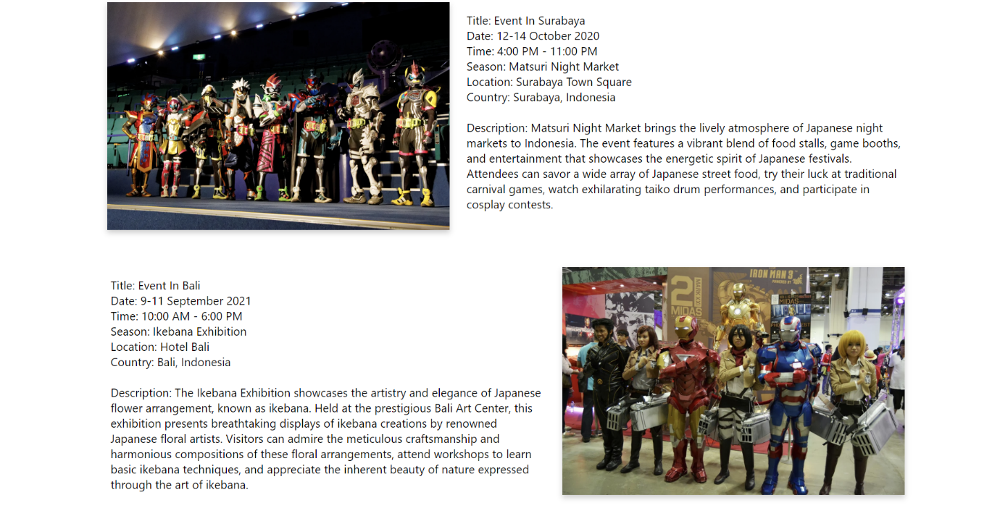 Title: Event In Surabaya
Date: 12-14 October 2020
Time: 4:00 PM - 11:00 PM
Season: Matsuri Night Market
Location: Surabaya Town Square
Country: Surabaya, Indonesia
Description: Matsuri Night Market brings the lively atmosphere of Japanese night
markets to Indonesia. The event features a vibrant blend of food stalls, game booths,
and entertainment that showcases the energetic spirit of Japanese festivals.
Attendees can savor a wide array of Japanese street food, try their luck at traditional
carnival games, watch exhilarating taiko drum performances, and participate in
cosplay contests.
Title: Event In Bali
Date: 9-11 September 2021
Time: 10:00 AM - 6:00 PM
Season: Ikebana Exhibition
Location: Hotel Bali
Country: Bali, Indonesia
Description: The Ikebana Exhibition showcases the artistry and elegance of Japanese
flower arrangement, known as ikebana. Held at the prestigious Bali Art Center, this
exhibition presents breathtaking displays of ikebana creations by renowned
Japanese floral artists. Visitors can admire the meticulous craftsmanship and
harmonious compositions of these floral arrangements, attend workshops to learn
basic ikebana techniques, and appreciate the inherent beauty of nature expressed
through the art of ikebana.
IRON MAN 3
POWERED BY
2
MIDAS
MIDAS